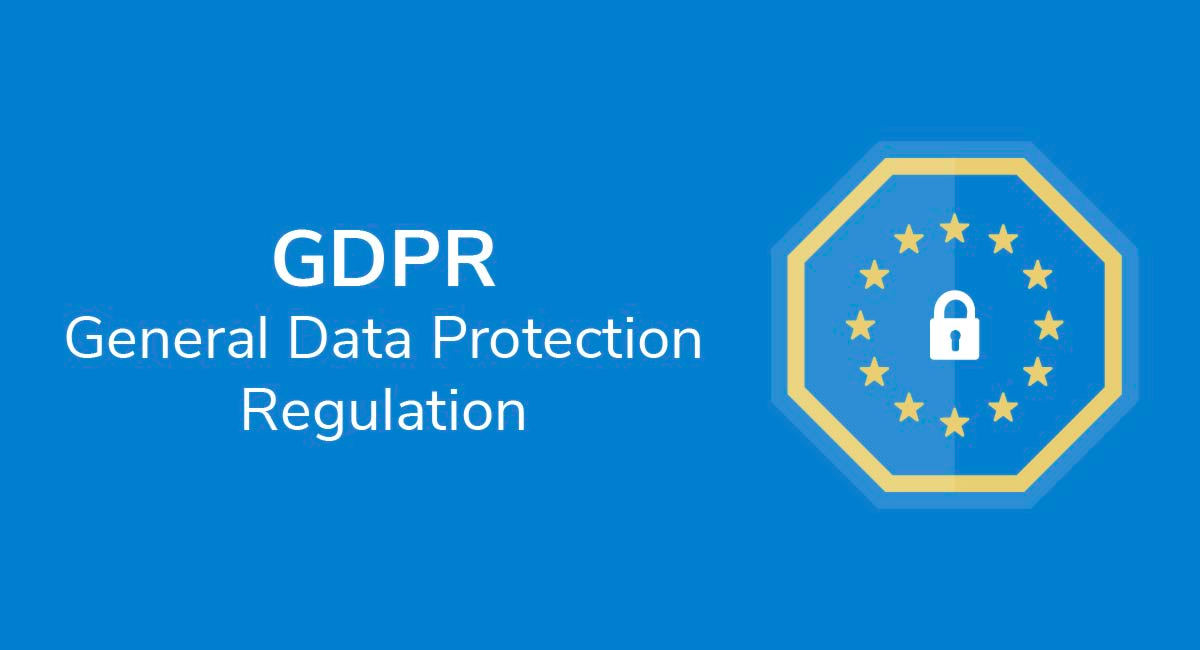 GDPR
General Data Protection
Regulation